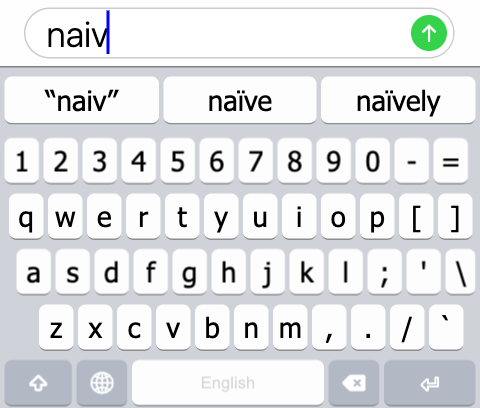 naiv
“naiv” naïve naïvely
1 2 3 4 5 6 7 8 9 0 - =
q w e r t y u i o p [ ]
a s d f g h j k l ; ' \
z x c v b n m , . / `
English